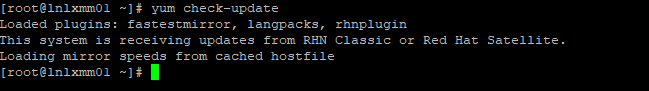 [root@lnlxmm01 ~]# yum check-update
Loaded plugins: fastestmirror, langpacks, rhnplugin
This system is receiving updates from RHN Classic or Red Hat Satellite.
Loading mirror speeds from cached hostfile
[root@lnlxmm01 ~]#